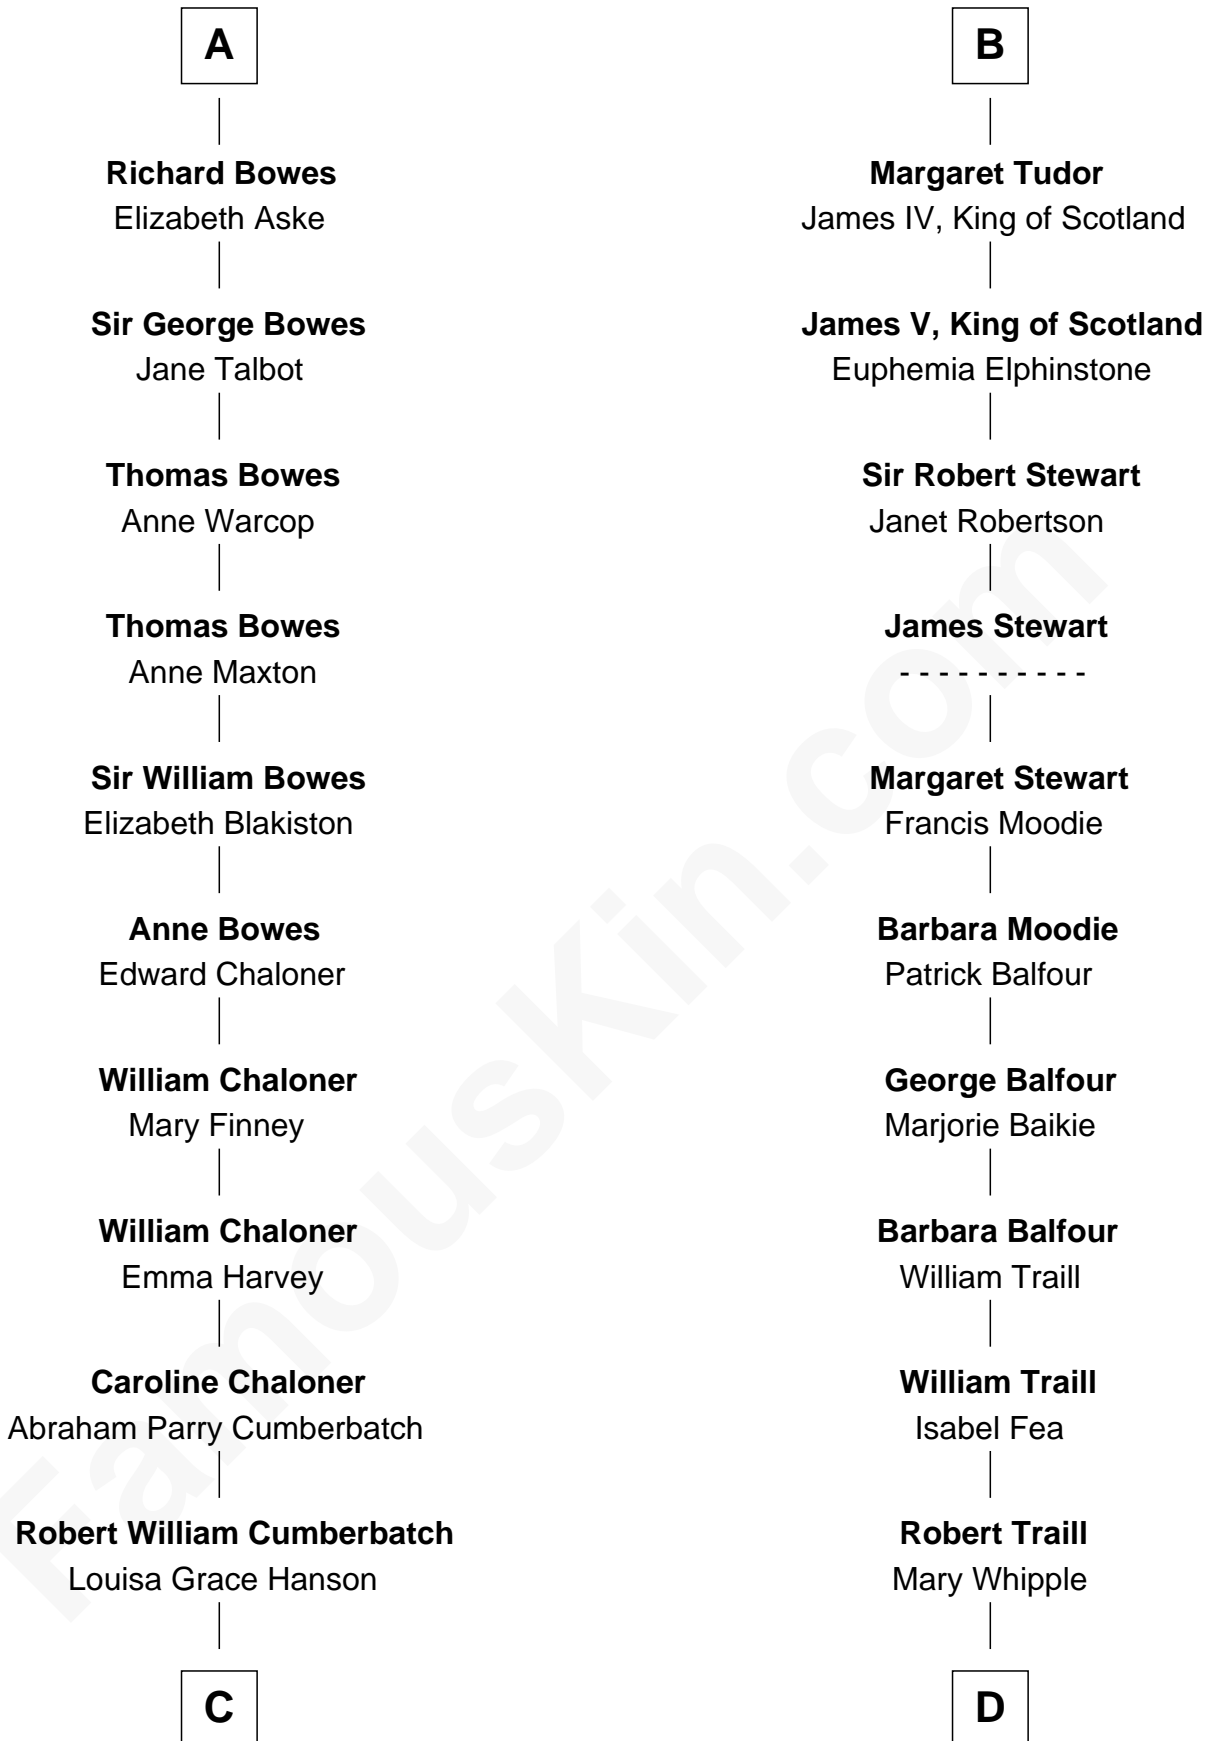 A
Richard Bowes
Elizabeth Aske
Sir George Bowes
Jane Talbot
Thomas Bowes
Anne Warcop
Thomas Bowes
Anne Maxton
Sir William Bowes
Elizabeth Blakiston
Anne Bowes
Edward Chaloner
William Chaloner
Mary Finney
William Chaloner
Emma Harvey
Caroline Chaloner
Abraham Parry Cumberbatch
Robert William Cumberbatch
Louisa Grace Hanson
C
B
Margaret Tudor
James IV, King of Scotland
James V, King of Scotland
Euphemia Elphinstone
Sir Robert Stewart
Janet Robertson
James Stewart
- - - - - - - - - -
Margaret Stewart
Francis Moodie
Barbara Moodie
Patrick Balfour
George Balfour
Marjorie Baikie
Barbara Balfour
William Traill
William Traill
Isabel Fea
Robert Traill
Mary Whipple
D
FamousKin.com